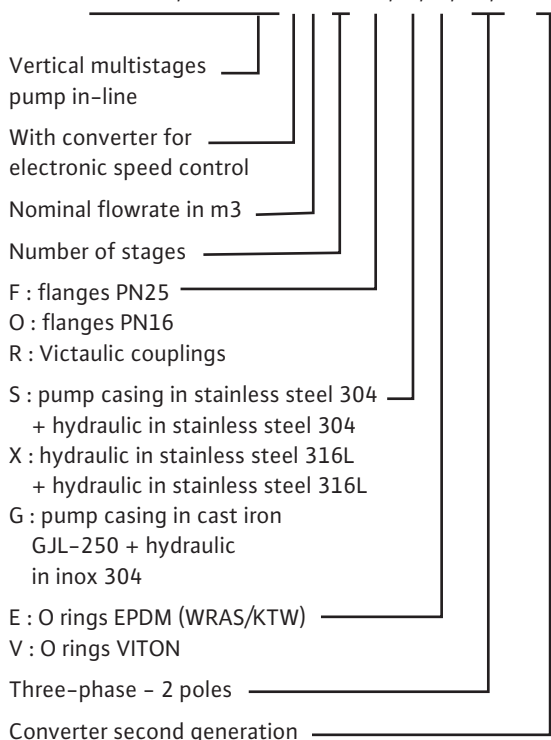 Vertical multistages
pump in-line
With converter for
electronic speed control
Nominal flowrate in m3
Number of stages
F : flanges PN25
O : flanges PN16
R : Victaulic couplings
S : pump casing in stainless steel 304
+ hydraulic in stainless steel 304
X : hydraulic in stainless steel 316L
+ hydraulic in stainless steel 316L
G : pump casing in cast iron
GJL-250 + hydraulic
in inox 304
E : O rings EPDM (WRAS/KTW)
V : O rings VITON
Three-phase - 2 poles
Converter second generation